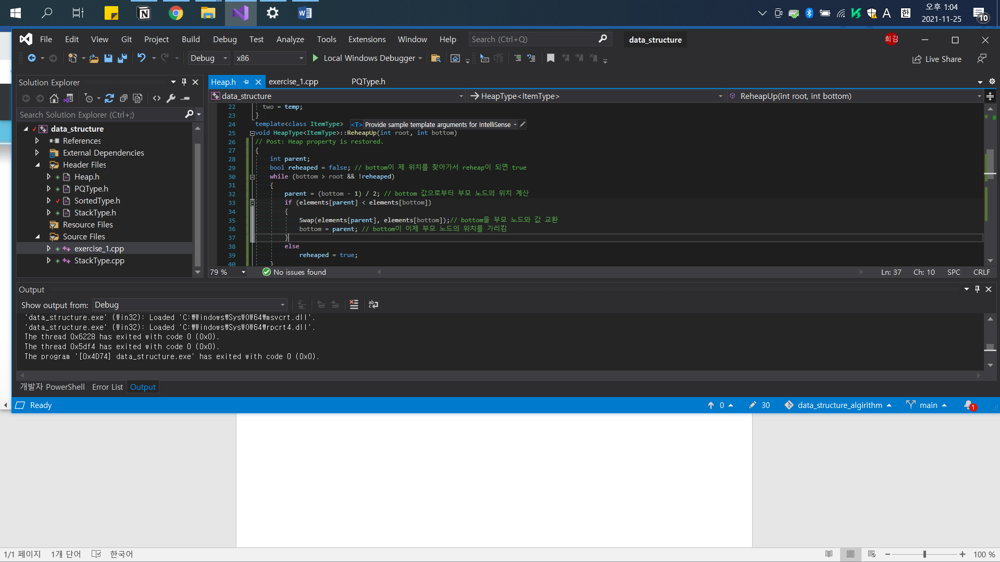 오후 1:04
2021-11-25
A 한
10
File Edit View Git Project Build Debug Test Analyze Tools Extensions Window Help Search (Ctrl+Q) data_structure 희김
Debug x86 Local Windows Debugger Live Share
Solution Explorer
Heap.h exercise_1.cpp PQType.h
data_structure HeapType<ItemType> ReheapUp(int root, int bottom)
Search Solution Explorer (Ctrl+;)
data_structure
References
External Dependencies
Header Files
Heap.h
PQType.h
SortedType.h
StackType.h
Resource Files
Source Files
exercise_1.cpp
StackType.cpp
22 two = temp;
23 }
24 template<class ItemType> <T> Provide sample template arguments for IntelliSense
25 void HeapType<ItemType>::ReheapUp(int root, int bottom)
26 // Post: Heap property is restored.
27 {
28 int parent;
29 bool reheaped = false; // bottom이 제 위치를 찾아가서 reheap이 되면 true
30 while (bottom > root && !reheaped)
31 {
32 parent = (bottom - 1) / 2; // bottom 값으로부터 부모 노드의 위치 계산
33 if (elements[parent] < elements[bottom])
34 {
35 Swap(elements[parent], elements[bottom]);// bottom을 부모 노드와 값 교환
36 bottom = parent; // bottom이 이제 부모 노드의 위치를 가리킴
37 }
38 else
39 reheaped = true;
40 }
79 % No issues found Ln: 37 Ch: 10 SPC CRLF
Output
Show output from: Debug
'data_structure.exe' (Win32): Loaded 'C:₩Windows₩SysWOW64₩msvcrt.dll'.
'data_structure.exe' (Win32): Loaded 'C:₩Windows₩SysWOW64₩rpcrt4.dll'.
The thread 0x6228 has exited with code 0 (0x0).
The thread 0x5df4 has exited with code 0 (0x0).
The program '[0x4D74] data_structure.exe' has exited with code 0 (0x0).
개발자 PowerShell Error List Output
Ready 0 30 data_structure_algirithm main 1
1/1 페이지 1개 단어 한국어 100 %